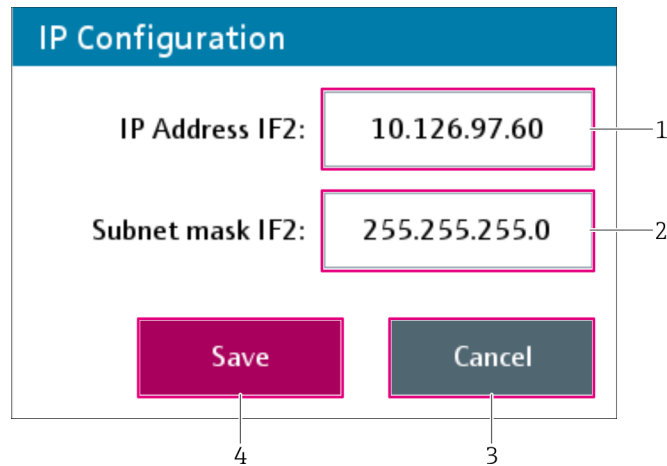 IP Configuration
IP Address IF2: 10.126.97.60 1
Subnet mask IF2: 255.255.255.0 2
Save Cancel
4 3